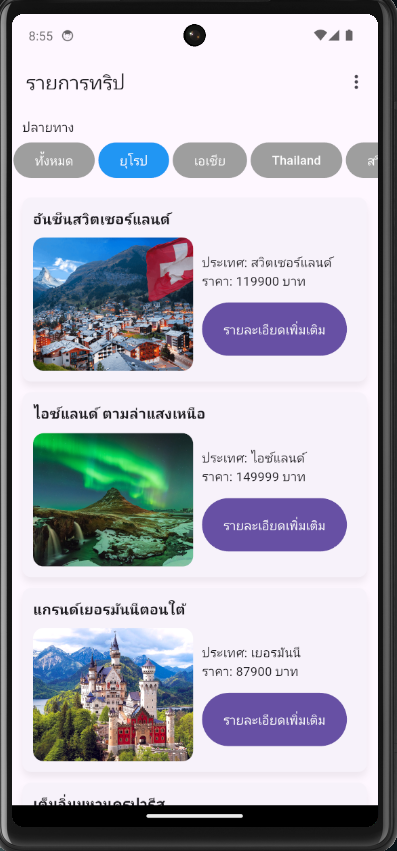 8:55
รายการทริป
ปลายทาง
ทั้งหมด ยุโรป เอเชีย Thailand
อันซีนสวิตเซอร์แลนด์
ประเทศ: สวิตเซอร์แลนด์
ราคา: 119900 บาท
รายละเอียดเพิ่มเติม
ไอซ์แลนด์ ตามล่าแสงเหนือ
ประเทศ: ไอซ์แลนด์
ราคา: 149999 บาท
รายละเอียดเพิ่มเติม
แกรนด์เยอรมันนีตอนใต้
ประเทศ: เยอรมันนี
ราคา: 87900 บาท
รายละเอียดเพิ่มเติม